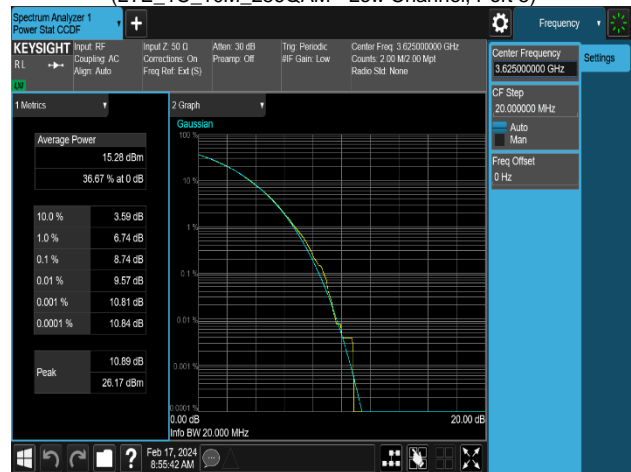 Spectrum Analyzer 1
Power Stat CCDF
Frequency
KEYSIGHT
RL
LXI
Input: RF
Coupling: AC
Align: Auto
Input Z: 50 Ω
Corrections: On
Freq Ref: Ext (S)
Atten: 30 dB
Preamp: Off
Trig: Periodic
#IF Gain: Low
Center Freq: 3.625000000 GHz
Counts: 2.00 M/2.00 Mpt
Radio Std: None
Center Frequency
3.625000000 GHz
Settings
CF Step
20.000000 MHz
Auto
Man
Freq Offset
0 Hz
1 Metrics
Average Power
15.28 dBm
36.67 % at 0 dB
10.0 % 3.59 dB
1.0 % 6.74 dB
0.1 % 8.74 dB
0.01 % 9.57 dB
0.001 % 10.81 dB
0.0001 % 10.84 dB
Peak
10.89 dB
26.17 dBm
2 Graph
Gaussian
100 %
10 %
1 %
0.1 %
0.01 %
0.001 %
0.0001 %
0.00 dB 20.00 dB
Info BW 20.000 MHz
Feb 17, 2024
8:55:42 AM